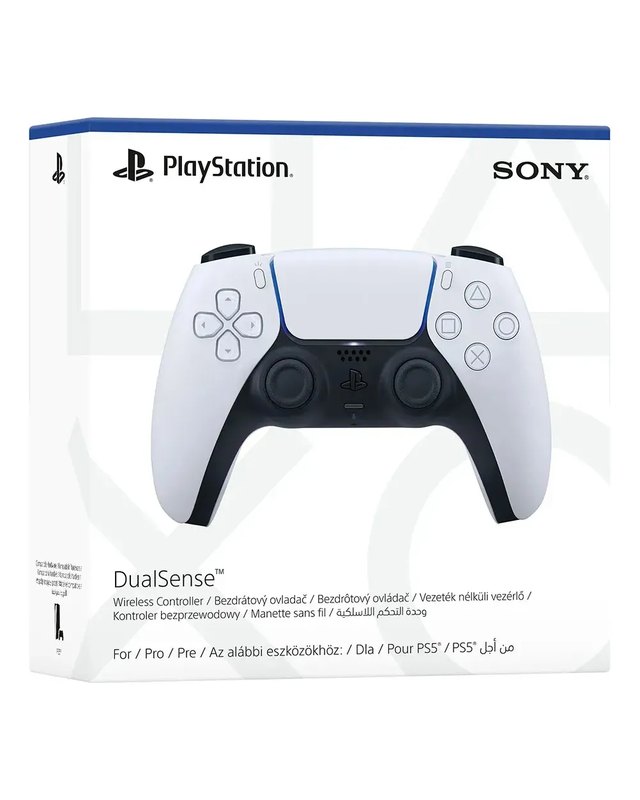 PlayStation
SONY
DualSense™
Wireless Controller / Bezdrátový ovladač / Bezdrôtový ovládač / Vezeték nélküli vezérlő /
Kontroler bezprzewodowy / Manette sans fil / وحدة التحكم اللاسلكية
For / Pro / Pre / Az alábbi eszközökhöz: / Dla / Pour PS5® / PS5® من أجل